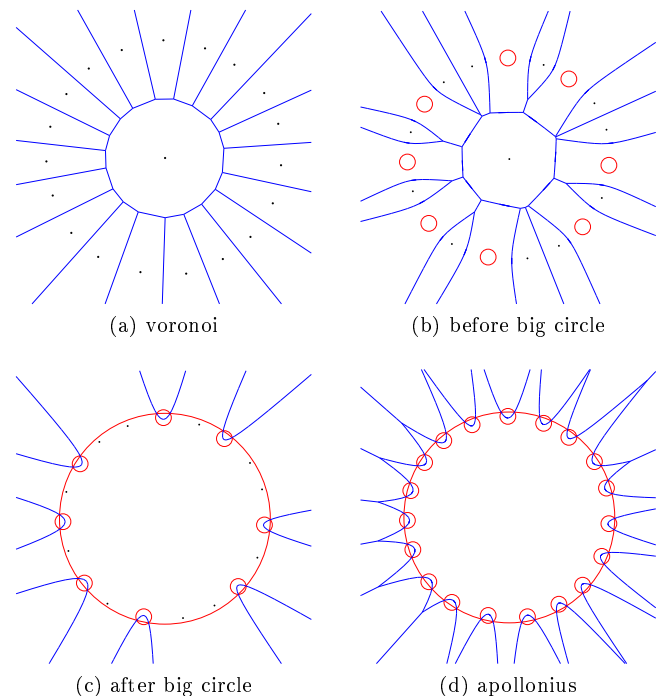 (a) voronoi
(b) before big circle
(c) after big circle
(d) apollonius